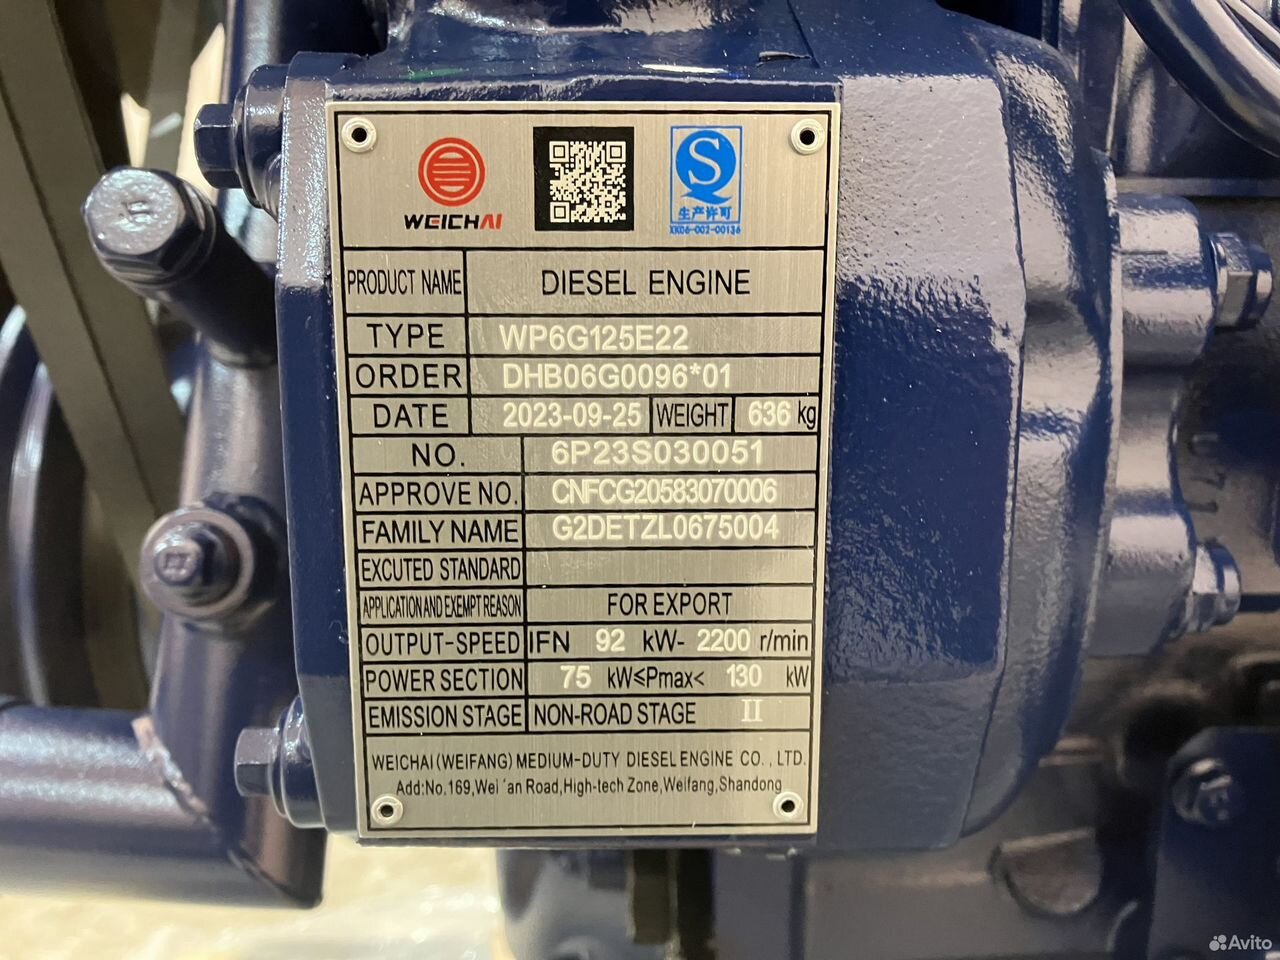 WEICHAI
生产许可
XK06-002-00136
PRODUCT NAME DIESEL ENGINE
TYPE WP6G125E22
ORDER DHB06G0096*01
DATE 2023-09-25 WEIGHT 636 kg
NO. 6P23S030051
APPROVE NO. CNFCG20583070006
FAMILY NAME G2DETZL0675004
EXCUTED STANDARD
APPLICATION AND EXEMPT REASON FOR EXPORT
OUTPUT-SPEED IFN 92 kW- 2200 r/min
POWER SECTION 75 kW≤Pmax< 130 kW
EMISSION STAGE NON-ROAD STAGE II
WEICHAI (WEIFANG) MEDIUM-DUTY DIESEL ENGINE CO., LTD.
Add:No.169,Wei´an Road,High-tech Zone,Weifang,Shandong
Avito